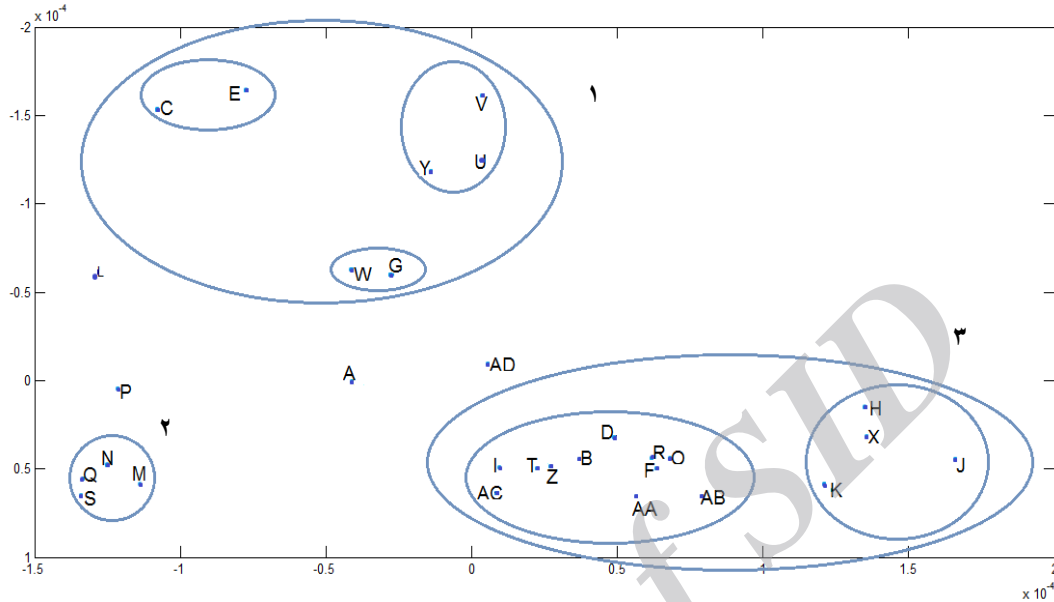 x 10⁻⁴
-2
E
C
V
۱
-1.5
Y
U
-1
W
G
L
-0.5
۳
AD
A
0
P
H
۲
D
X
N
B
R
O
J
I
T
Z
F
Q
M
0.5
K
S
AC
AA
AB
1
-1.5
-1
-0.5
0
0.5
1
1.5
2
x 10⁻⁴
f SID